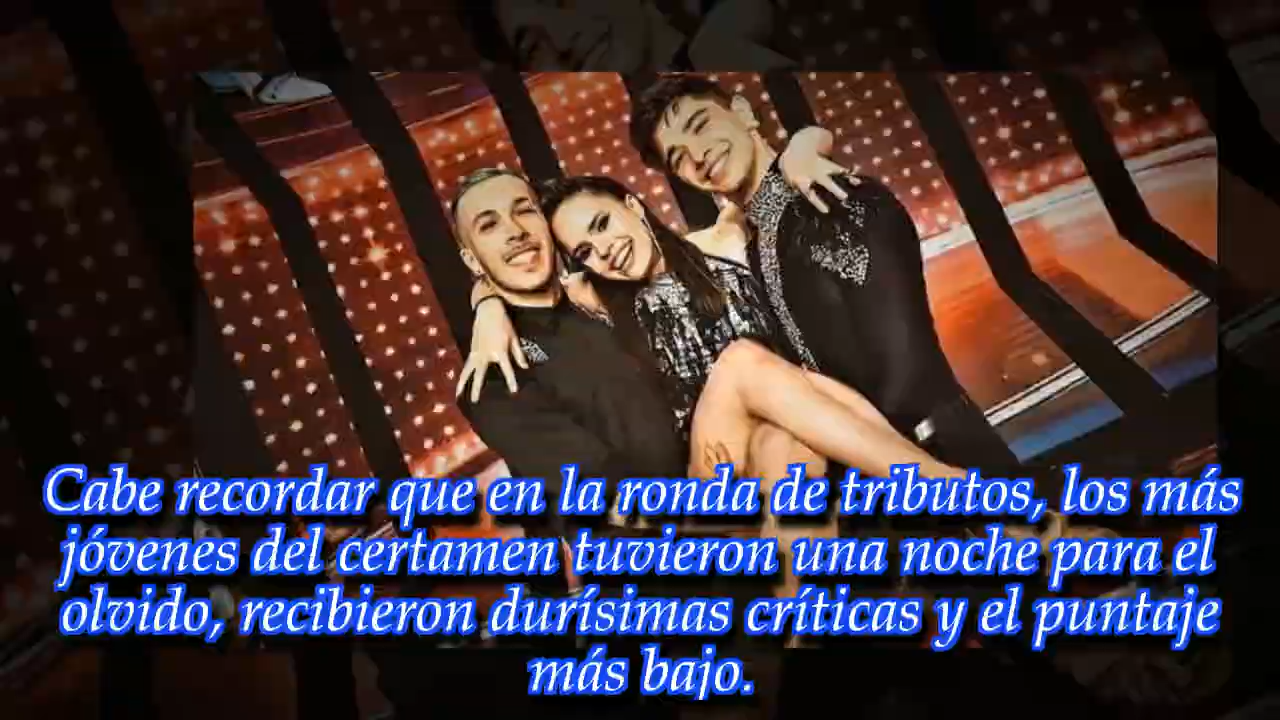 Cabe recordar que en la ronda de tributos, los más
jóvenes del certamen tuvieron una noche para el
olvido, recibieron durísimas críticas y el puntaje
más bajo.